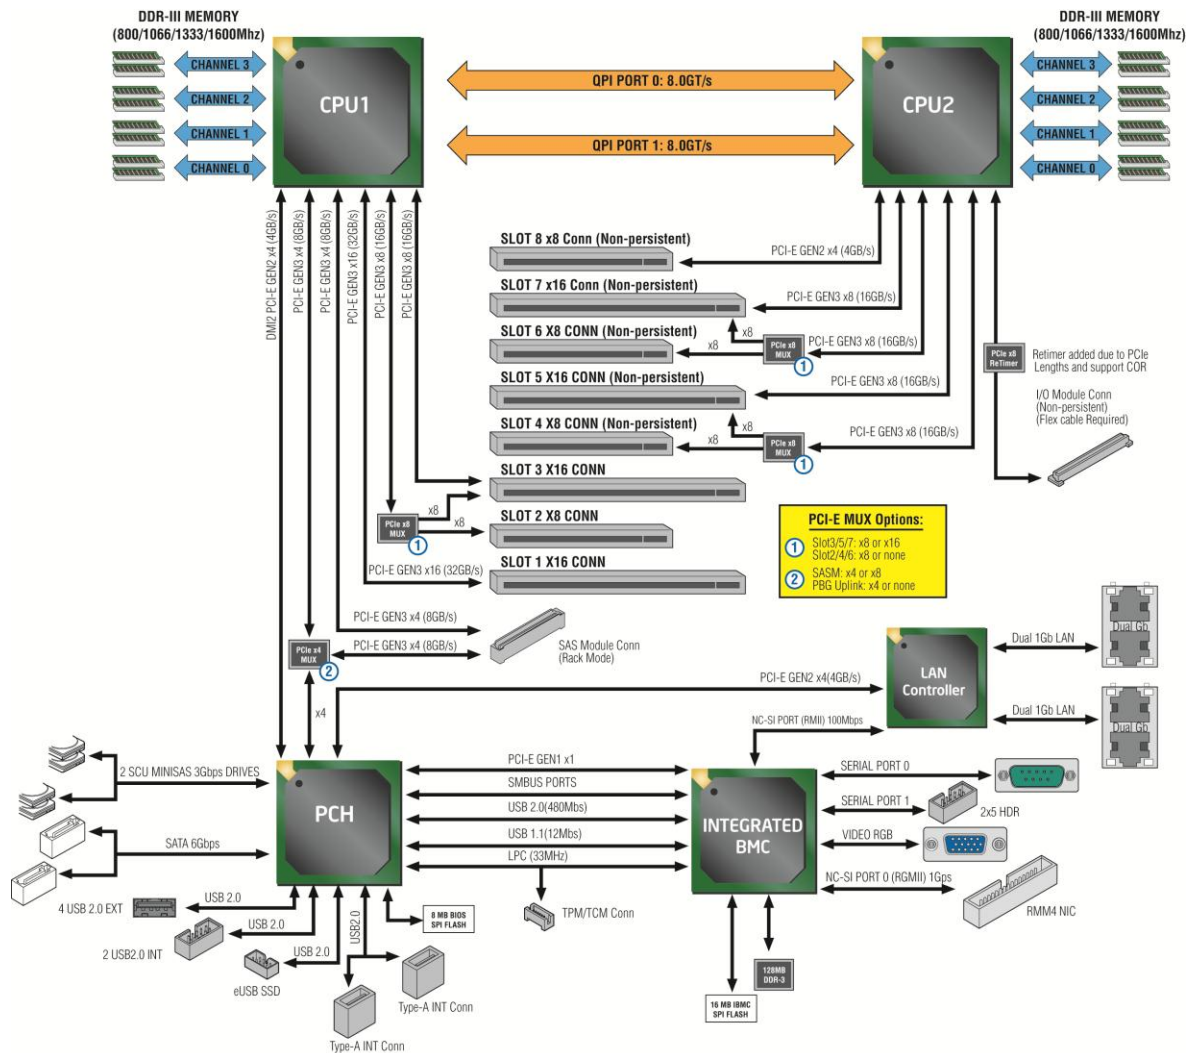 DDR-III MEMORY
(800/1066/1333/1600Mhz)
DDR-III MEMORY
(800/1066/1333/1600Mhz)
CHANNEL 3
CHANNEL 2
CHANNEL 1
CHANNEL 0
CPU1
QPI PORT 0: 8.0GT/s
QPI PORT 1: 8.0GT/s
CPU2
CHANNEL 3
CHANNEL 2
CHANNEL 1
CHANNEL 0
DMI2 PCI-E GEN2 x4 (4GB/s)
PCI-E GEN3 x4 (8GB/s)
PCI-E GEN3 x4 (8GB/s)
PCI-E GEN3 x16 (32GB/s)
PCI-E GEN3 x8 (16GB/s)
PCI-E GEN3 x8 (16GB/s)
SLOT 8 x8 Conn (Non-persistent)
PCI-E GEN2 x4 (4GB/s)
SLOT 7 x16 Conn (Non-persistent)
PCI-E GEN3 x8 (16GB/s)
SLOT 6 X8 CONN (Non-persistent)
x8
x8
PCIe x8
MUX
1
PCI-E GEN3 x8 (16GB/s)
SLOT 5 X16 CONN (Non-persistent)
PCI-E GEN3 x8 (16GB/s)
SLOT 4 X8 CONN (Non-persistent)
x8
x8
PCIe x8
MUX
1
PCI-E GEN3 x8 (16GB/s)
PCIe x8
ReTimer
Retimer added due to PCIe
Lengths and support COR
I/O Module Conn
(Non-persistent)
(Flex cable Required)
SLOT 3 X16 CONN
x8
x8
PCIe x8
MUX
1
SLOT 2 X8 CONN
SLOT 1 X16 CONN
PCI-E GEN3 x16 (32GB/s)
PCI-E MUX Options:
1
Slot3/5/7: x8 or x16
Slot2/4/6: x8 or none
2
SASM: x4 or x8
PBG Uplink: x4 or none
PCI-E GEN3 x4 (8GB/s)
PCI-E GEN3 x4 (8GB/s)
PCIe x4
MUX
2
x4
SAS Module Conn
(Rack Mode)
PCI-E GEN2 x4(4GB/s)
LAN
Controller
Dual 1Gb LAN
Dual Gb
Dual 1Gb LAN
Dual Gb
NC-SI PORT (RMII) 100Mbps
2 SCU MINISAS 3Gbps DRIVES
SATA 6Gbps
PCH
PCI-E GEN1 x1
SMBUS PORTS
USB 2.0(480Mbs)
USB 1.1(12Mbs)
LPC (33MHz)
INTEGRATED
BMC
SERIAL PORT 0
SERIAL PORT 1
2x5 HDR
VIDEO RGB
NC-SI PORT 0 (RGMII) 1Gps
RMM4 NIC
4 USB 2.0 EXT
USB 2.0
2 USB2.0 INT
USB 2.0
eUSB SSD
USB 2.0
USB2.0
Type-A INT Conn
Type-A INT Conn
8 MB BIOS
SPI FLASH
TPM/TCM Conn
128MB
DDR-3
16 MB IBMC
SPI FLASH